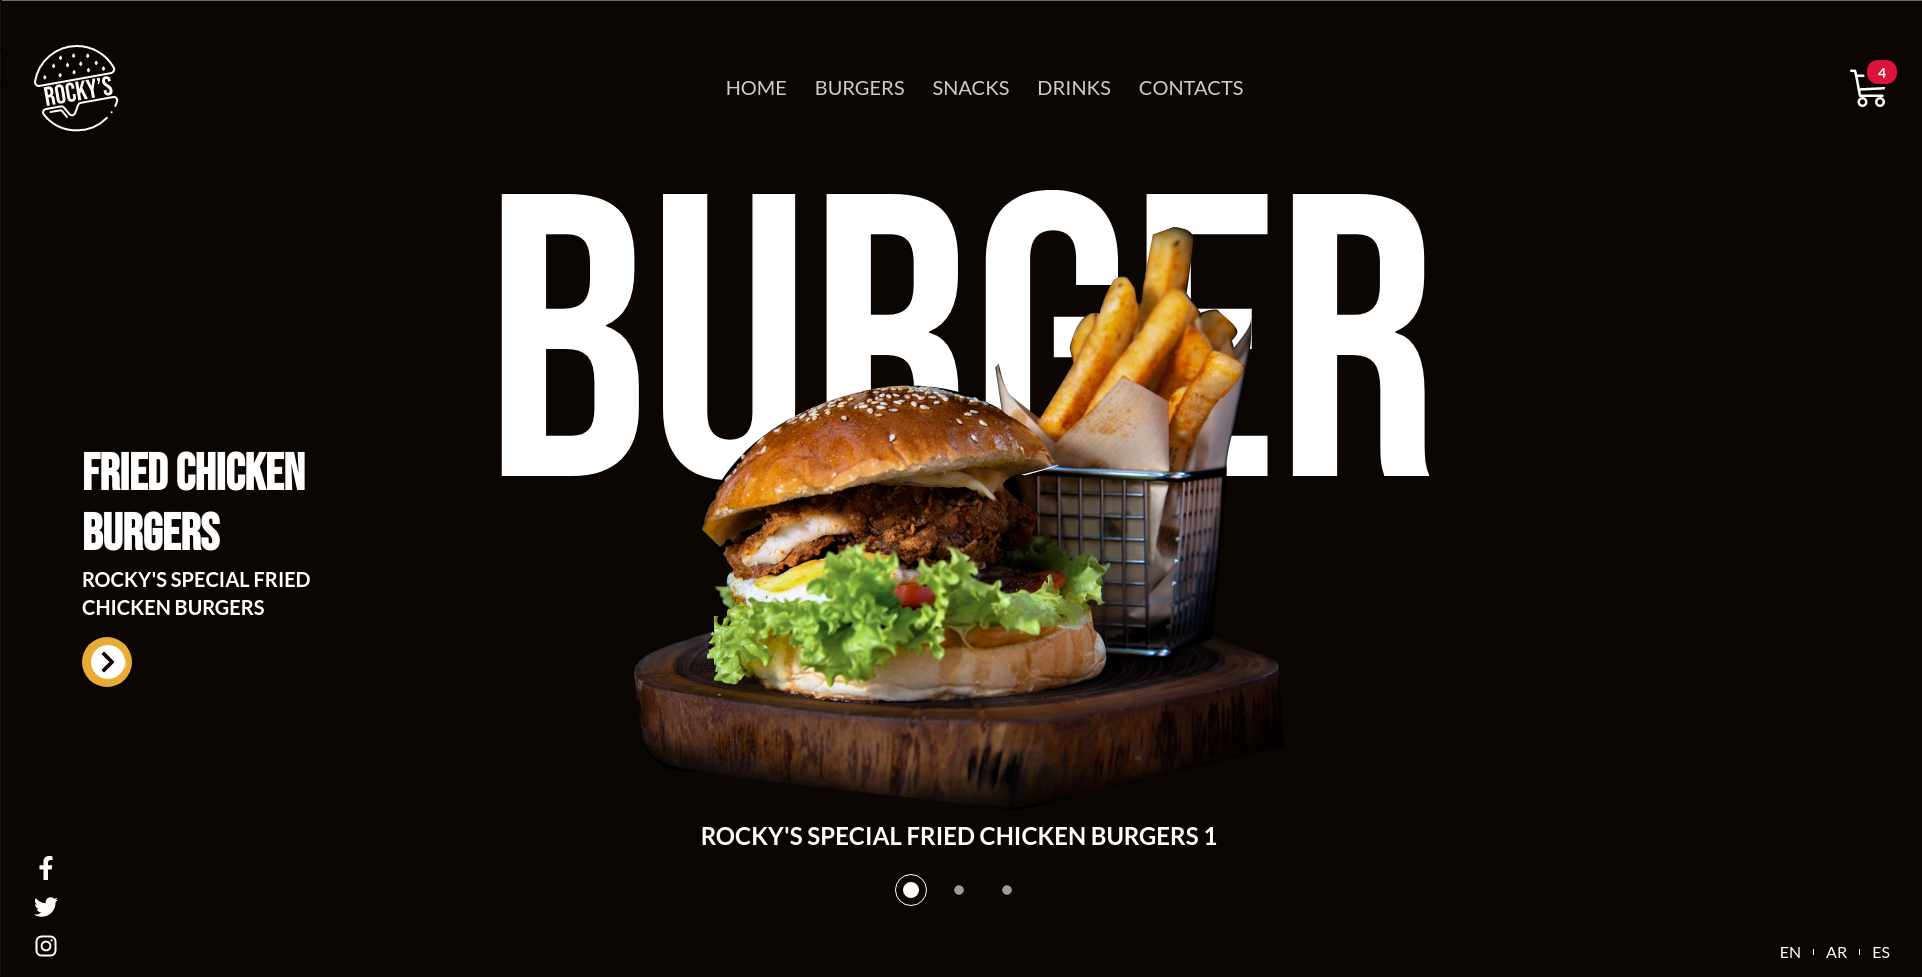 ROCKY'S
HOME BURGERS SNACKS DRINKS CONTACTS
4
BURGER
FRIED CHICKEN
BURGERS
ROCKY'S SPECIAL FRIED
CHICKEN BURGERS
ROCKY'S SPECIAL FRIED CHICKEN BURGERS 1
EN AR ES